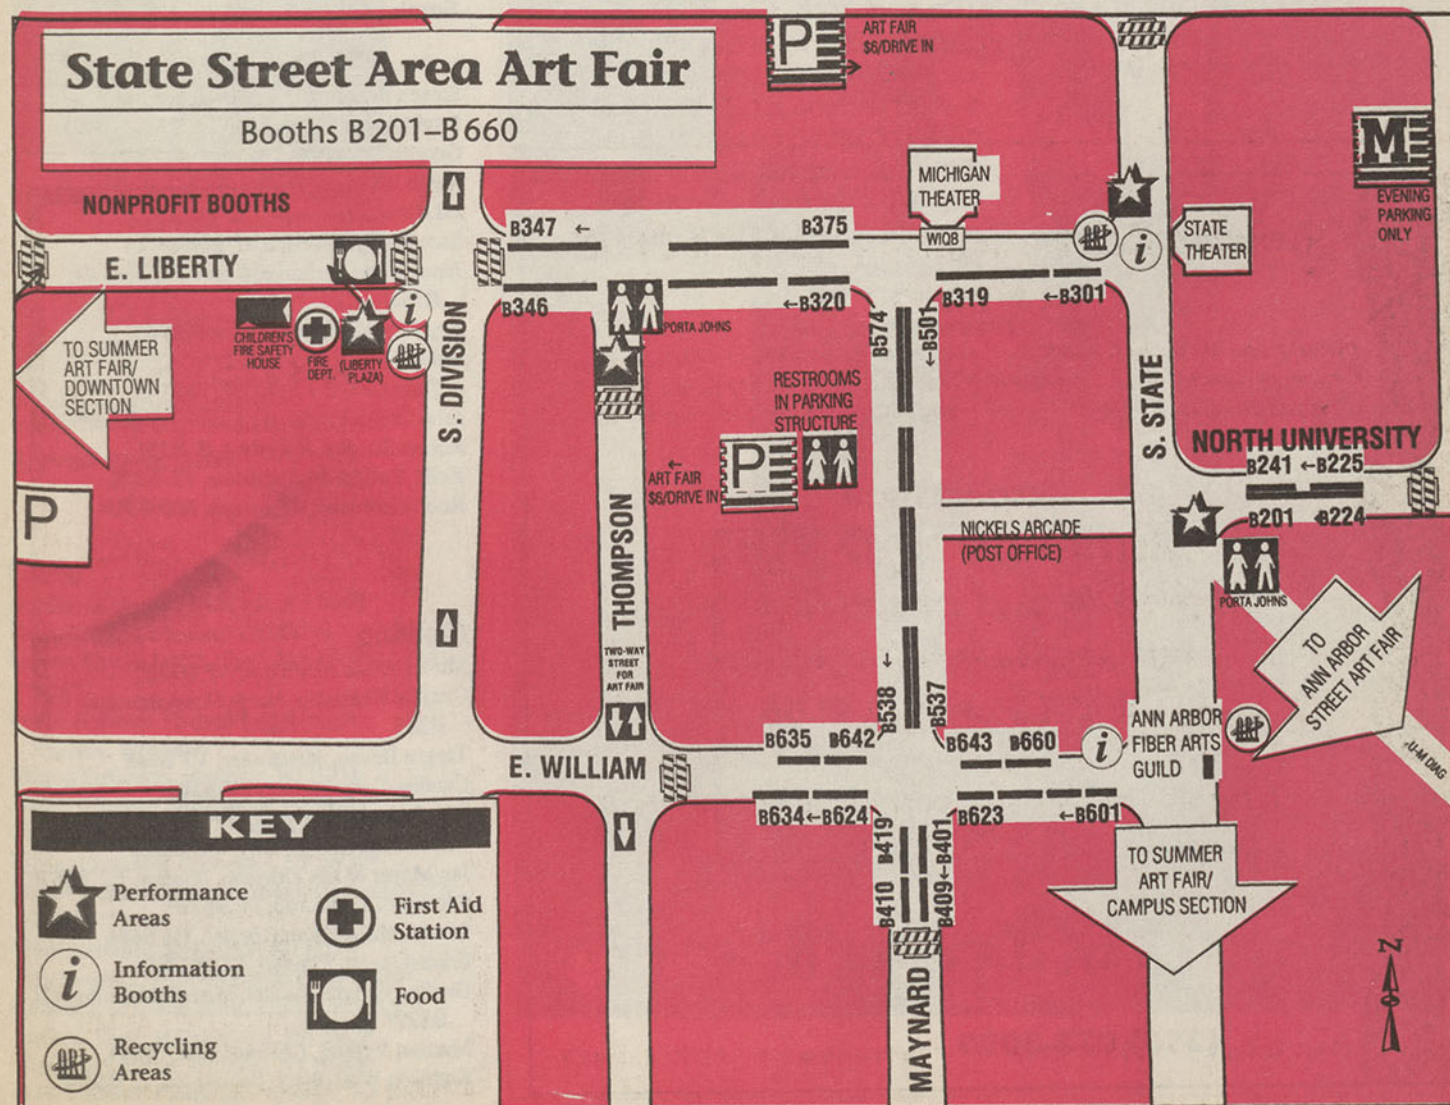 State Street Area Art Fair
Booths B201–B660
P
ART FAIR
$6/DRIVE IN
M
EVENING
PARKING
ONLY
NONPROFIT BOOTHS
MICHIGAN
THEATER
WIQB
STATE
THEATER
ART
i
E. LIBERTY
B347 ←
B375
B346
←B320
B319
←B301
B574
←B501
i
ART
CHILDREN'S
FIRE SAFETY
HOUSE
FIRE
DEPT.
(LIBERTY
PLAZA)
PORTA JOHNS
TO SUMMER
ART FAIR/
DOWNTOWN
SECTION
S. DIVISION
S. STATE
RESTROOMS
IN PARKING
STRUCTURE
P
←
ART FAIR
$6/DRIVE IN
NORTH UNIVERSITY
B241 ←B225
B201
B224
P
NICKELS ARCADE
(POST OFFICE)
THOMPSON
TWO-WAY
STREET
FOR
ART FAIR
PORTA JOHNS
TO
ANN ARBOR
STREET ART FAIR
U-M DIAG
←B538
B537
B635 B642
B643 B660
i
ANN ARBOR
FIBER ARTS
GUILD
ART
E. WILLIAM
B634←B624
B623
←B601
B419
B410
B409←B401
MAYNARD
TO SUMMER
ART FAIR/
CAMPUS SECTION
N
KEY
Performance
Areas
First Aid
Station
i
Information
Booths
Food
ART
Recycling
Areas